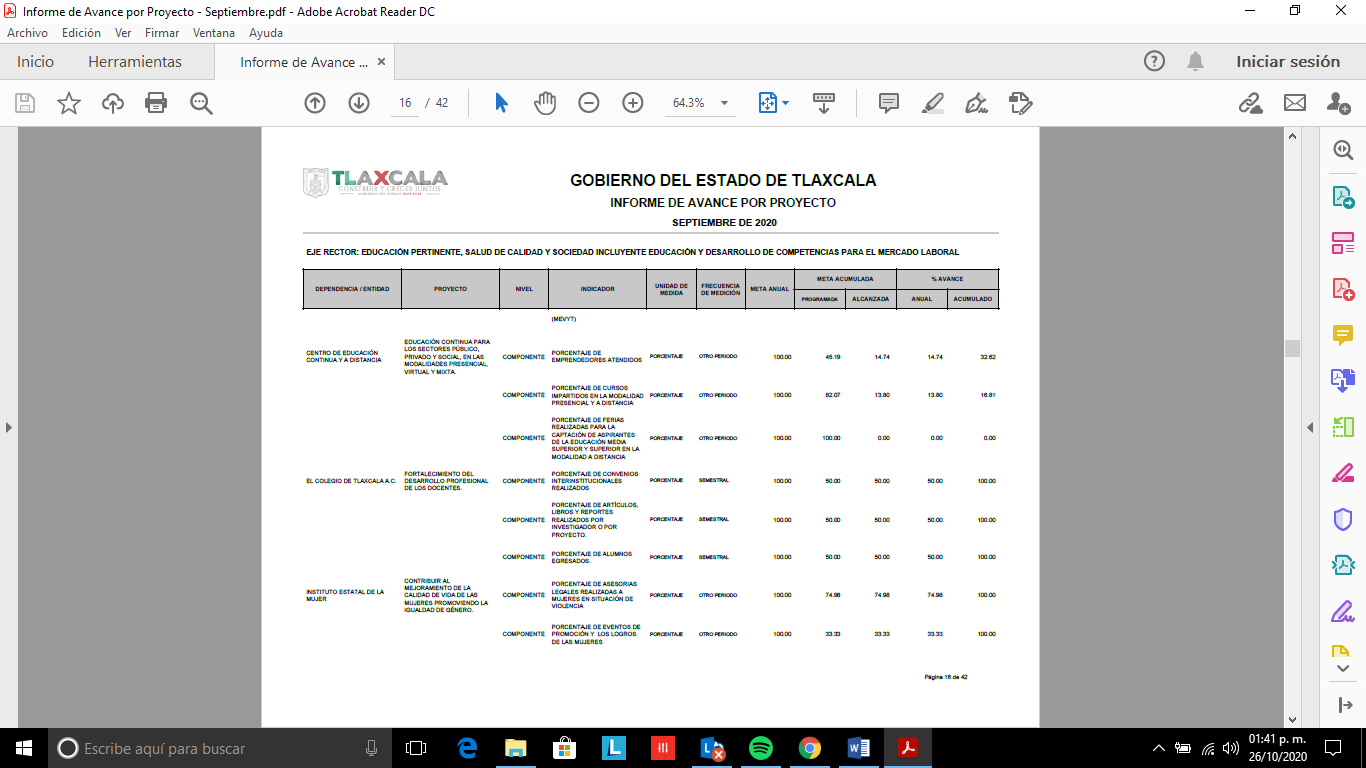 Informe de Avance por Proyecto - Septiembre.pdf - Adobe Acrobat Reader DC
Archivo Edición Ver Firmar Ventana Ayuda
Inicio Herramientas Informe de Avance ... × Iniciar sesión
16 / 42 64.3%
TLAXCALA
CONSTRUIR Y CRECER JUNTOS
GOBIERNO DEL ESTADO DE TLAXCALA
INFORME DE AVANCE POR PROYECTO
SEPTIEMBRE DE 2020
EJE RECTOR: EDUCACIÓN PERTINENTE, SALUD DE CALIDAD Y SOCIEDAD INCLUYENTE EDUCACIÓN Y DESARROLLO DE COMPETENCIAS PARA EL MERCADO LABORAL
DEPENDENCIA / ENTIDAD PROYECTO NIVEL INDICADOR UNIDAD DE MEDIDA FRECUENCIA DE MEDICIÓN META ANUAL META ACUMULADA % AVANCE
PROGRAMADA ALCANZADA ANUAL ACUMULADO
(MEVYT)
CENTRO DE EDUCACIÓN CONTINUA Y A DISTANCIA EDUCACIÓN CONTINUA PARA LOS SECTORES PÚBLICO, PRIVADO Y SOCIAL, EN LAS MODALIDADES PRESENCIAL, VIRTUAL Y MIXTA. COMPONENTE PORCENTAJE DE EMPRENDEDORES ATENDIDOS PORCENTAJE OTRO PERIODO 100.00 45.19 14.74 14.74 32.62
COMPONENTE PORCENTAJE DE CURSOS IMPARTIDOS EN LA MODALIDAD PRESENCIAL Y A DISTANCIA PORCENTAJE OTRO PERIODO 100.00 82.07 13.80 13.80 16.81
COMPONENTE PORCENTAJE DE FERIAS REALIZADAS PARA LA CAPTACIÓN DE ASPIRANTES DE LA EDUCACIÓN MEDIA SUPERIOR Y SUPERIOR EN LA MODALIDAD A DISTANCIA PORCENTAJE OTRO PERIODO 100.00 100.00 0.00 0.00 0.00
EL COLEGIO DE TLAXCALA A.C. FORTALECIMIENTO DEL DESARROLLO PROFESIONAL DE LOS DOCENTES. COMPONENTE PORCENTAJE DE CONVENIOS INTERINSTITUCIONALES REALIZADOS PORCENTAJE SEMESTRAL 100.00 50.00 50.00 50.00 100.00
COMPONENTE PORCENTAJE DE ARTÍCULOS, LIBROS Y REPORTES REALIZADOS POR INVESTIGADOR O POR PROYECTO. PORCENTAJE SEMESTRAL 100.00 50.00 50.00 50.00 100.00
COMPONENTE PORCENTAJE DE ALUMNOS EGRESADOS. PORCENTAJE SEMESTRAL 100.00 50.00 50.00 50.00 100.00
INSTITUTO ESTATAL DE LA MUJER CONTRIBUIR AL MEJORAMIENTO DE LA CALIDAD DE VIDA DE LAS MUJERES PROMOVIENDO LA IGUALDAD DE GÉNERO. COMPONENTE PORCENTAJE DE ASESORIAS LEGALES REALIZADAS A MUJERES EN SITUACIÓN DE VIOLENCIA PORCENTAJE OTRO PERIODO 100.00 74.98 74.98 74.98 100.00
COMPONENTE PORCENTAJE DE EVENTOS DE PROMOCIÓN Y LOS LOGROS DE LAS MUJERES PORCENTAJE OTRO PERIODO 100.00 33.33 33.33 33.33 100.00
Página 16 de 42
Escribe aquí para buscar
01:41 p. m.
26/10/2020